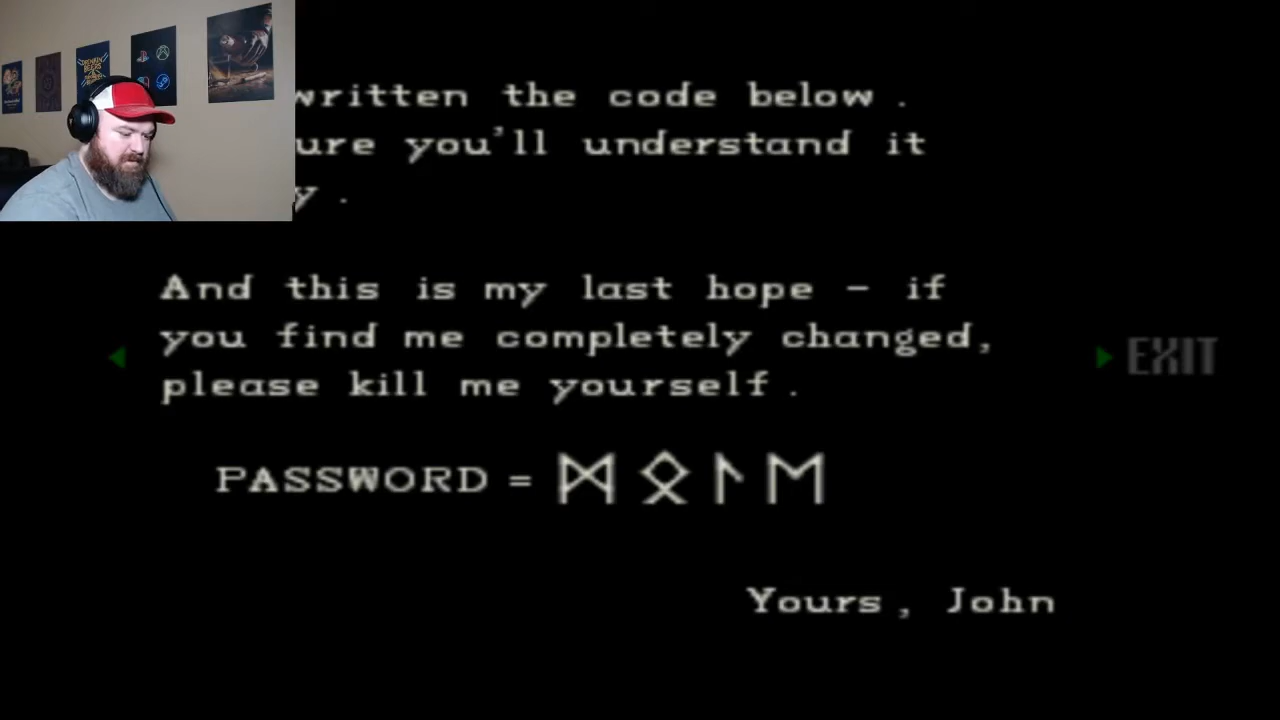 written the code below .
ure you'll understand it
y .
And this is my last hope - if
you find me completely changed,
please kill me yourself .
EXIT
PASSWORD = ᛗᛟᛚᛖ
Yours , John